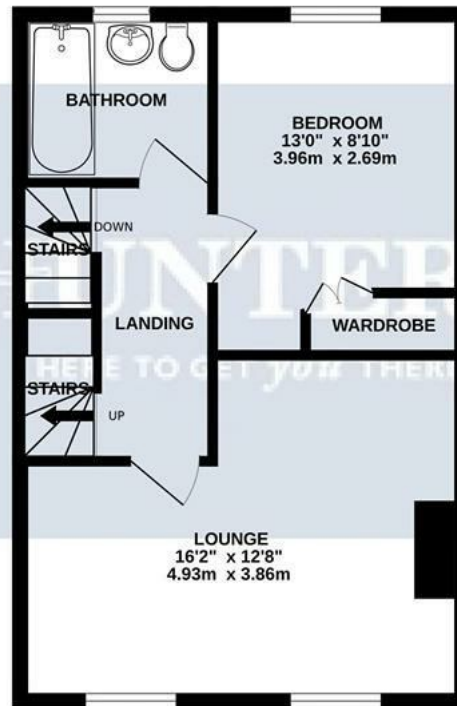 BATHROOM
BEDROOM
13'0" x 8'10"
3.96m x 2.69m
DOWN
STAIRS
HUNTER
LANDING
WARDROBE
HERE TO GET you THERE
STAIRS
UP
LOUNGE
16'2" x 12'8"
4.93m x 3.86m